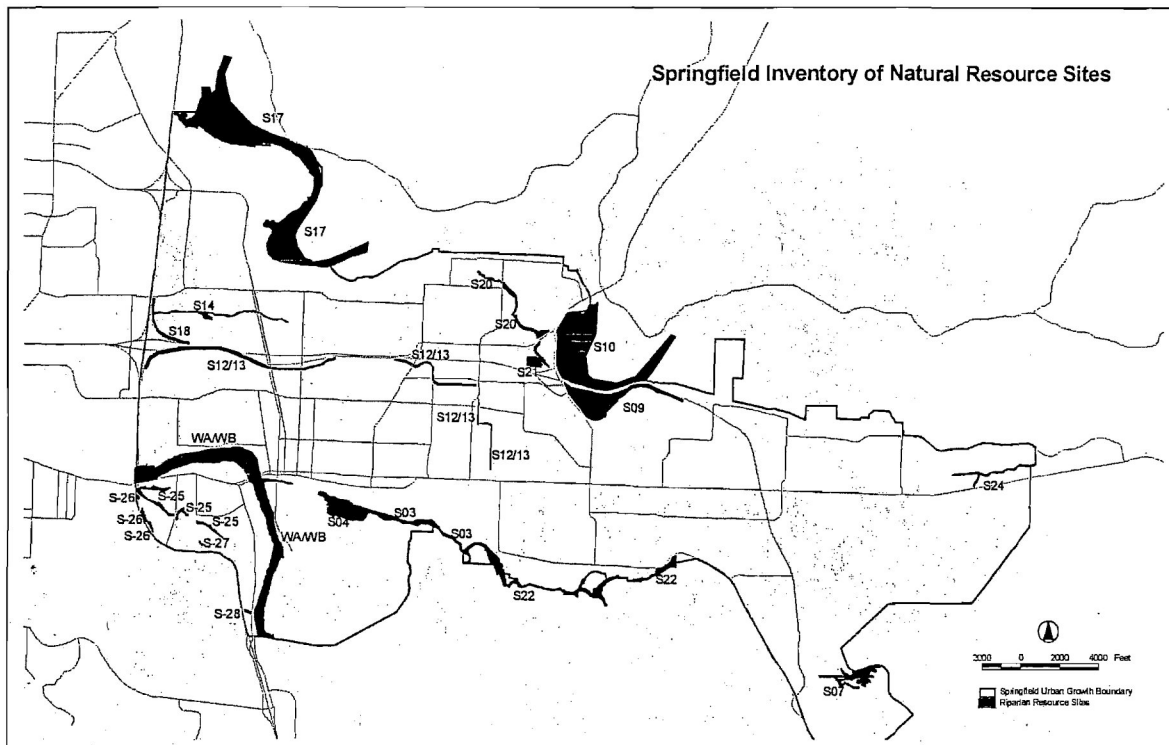 Springfield Inventory of Natural Resource Sites
S17
S17
S20
S14
S20
S18
S10
S12/13
S12/13
S21
S09
S12/13
WA/WB
S12/13
S24
S-26
S-25
S-25
S04
S03
S-26
S-25
S-26
S03
WA/WB
S-27
S22
S22
S-28
2000 0 2000 4000 Feet
S07
Springfield Urban Growth Boundary
Riparian Resource Sites